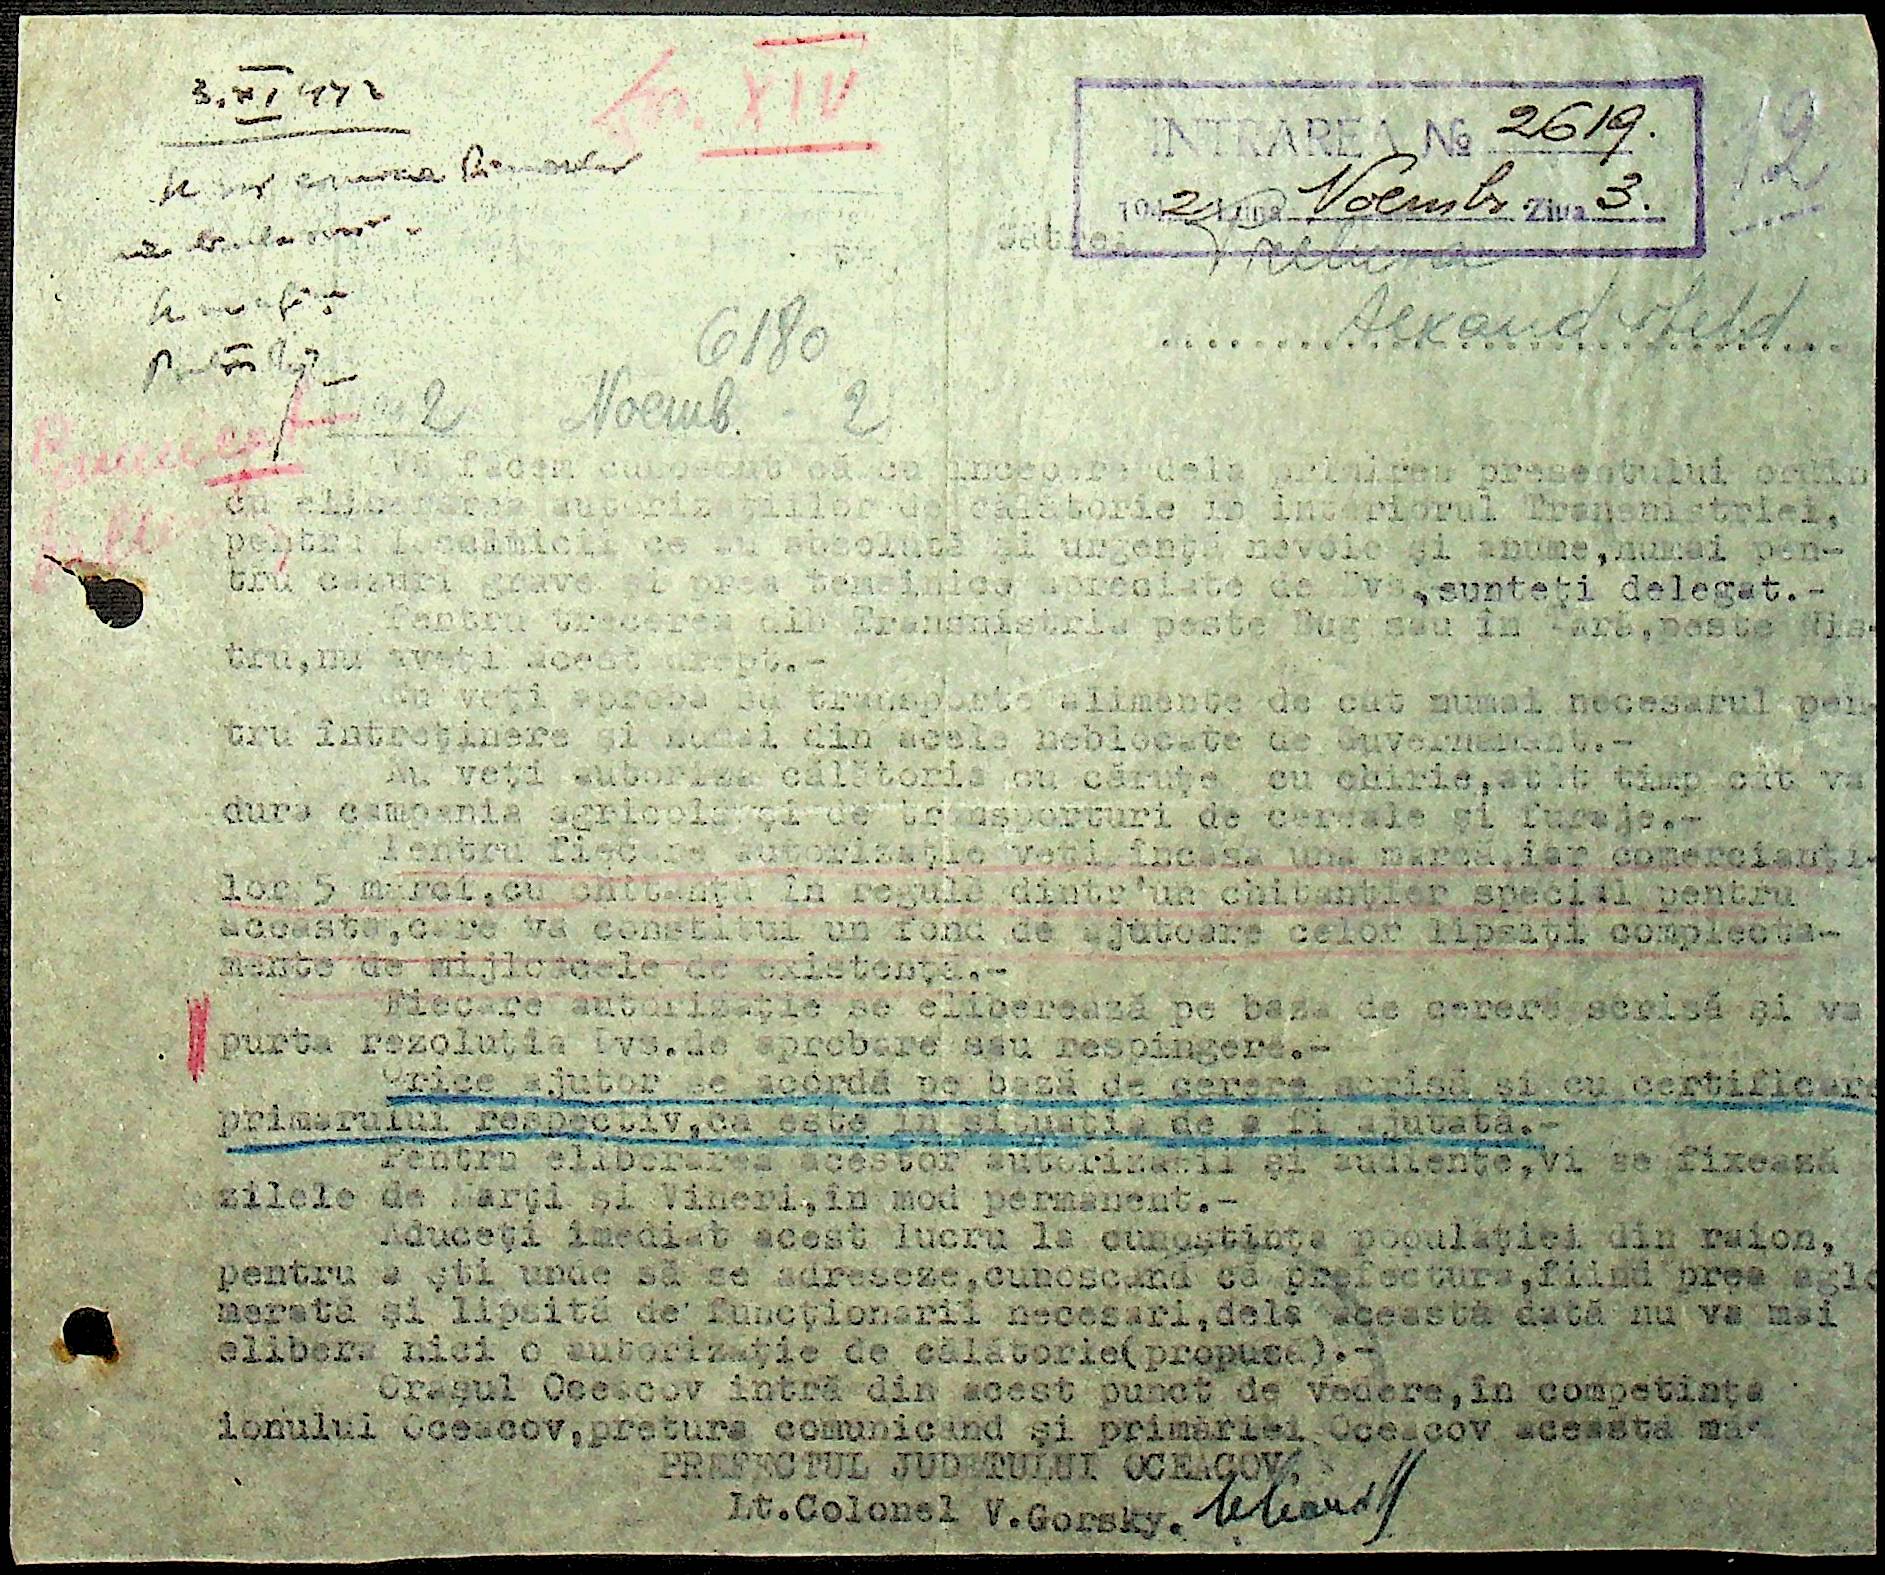 3.XI 942
XIV
INTRAREA № 2619.
1942 Luna Noembr Ziua 3.
12
Către,
Pretura
Alexanderfeld
6180
2 Noemb. 2
Vă facem cunoscut că cu începere dela primirea presentului ordin
cu eliberarea autorizațiilor de călătorie în interiorul Transnistriei,
pentru localnicii ce au absolută și urgentă nevoie și anume,numai pen-
tru cazuri grave și prea temeinice apreciate de Dvs.,sunteți delegat.-
Pentru trecerea din Transnistria peste Bug sau în Țară,peste Nis-
tru,nu aveți acest drept.-
Nu veți aproba să transporte alimente de cât numai necesarul pen-
tru întreținere și numai din acele neblocate de Guvernământ.-
Nu veți autoriza călătoria cu căruțe cu chirie,atât timp cât va
dura campania agricolă și de transporturi de cereale și furaje.-
Pentru fiecare autorizație veți încasa una marcă,iar comercianți-
lor 5 mărci,cu chitanță în regulă dintr'un chitanțier special pentru
aceasta,care va constitui un fond de ajutoare celor lipsiți complecta-
mente de mijloacele de existență.-
Fiecare autorizație se eliberează pe baza de cerere scrisă și va
purta rezoluția Dvs.de aprobare sau respingere.-
Orice ajutor se acordă pe bază de cerere scrisă și cu certificare
primarului respectiv,că este în situația de a fi ajutată.-
Pentru eliberarea acestor autorizații și audiențe,vi se fixează
zilele de Marți și Vineri,în mod permanent.-
Aduceți imediat acest lucru la cunoștința populației din raion,
pentru a ști unde să se adreseze,cunoscând că prefectura,fiind prea aglo
merată și lipsită de funcționarii necesari,dela această dată nu va mai
elibera nici o autorizație de călătorie(propusă).-
Orașul Oceacov intră din acest punct de vedere,în competința
ionului Oceacov,pretura comunicând și primăriei Oceacov această mă
PREFECTUL JUDEȚULUI OCEACOV,
Lt.Colonel V.Gorsky.